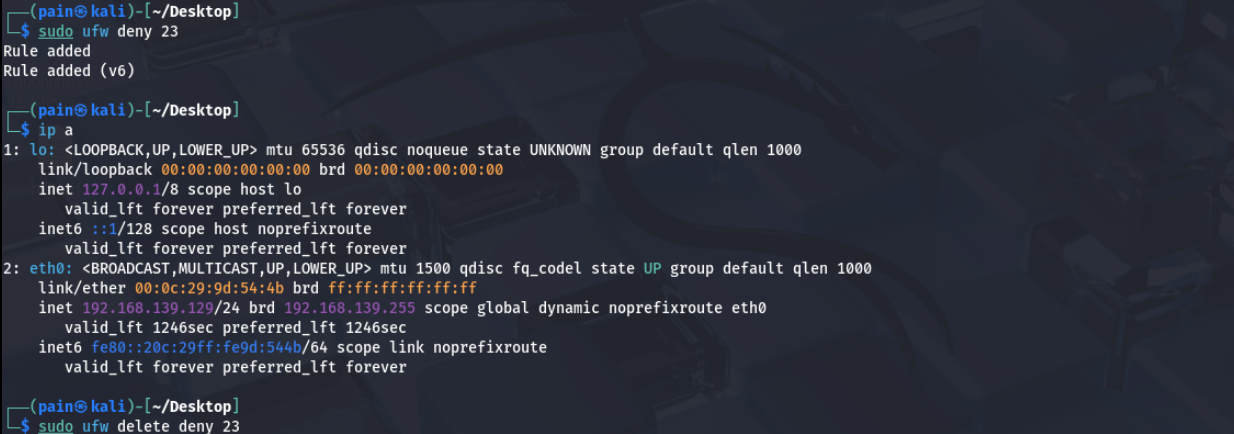 ┌──(pain㉿kali)-[~/Desktop]
└─$ sudo ufw deny 23
Rule added
Rule added (v6)
┌──(pain㉿kali)-[~/Desktop]
└─$ ip a
1: lo: <LOOPBACK,UP,LOWER_UP> mtu 65536 qdisc noqueue state UNKNOWN group default qlen 1000
    link/loopback 00:00:00:00:00:00 brd 00:00:00:00:00:00
    inet 127.0.0.1/8 scope host lo
       valid_lft forever preferred_lft forever
    inet6 ::1/128 scope host noprefixroute
       valid_lft forever preferred_lft forever
2: eth0: <BROADCAST,MULTICAST,UP,LOWER_UP> mtu 1500 qdisc fq_codel state UP group default qlen 1000
    link/ether 00:0c:29:9d:54:4b brd ff:ff:ff:ff:ff:ff
    inet 192.168.139.129/24 brd 192.168.139.255 scope global dynamic noprefixroute eth0
       valid_lft 1246sec preferred_lft 1246sec
    inet6 fe80::20c:29ff:fe9d:544b/64 scope link noprefixroute
       valid_lft forever preferred_lft forever
┌──(pain㉿kali)-[~/Desktop]
└─$ sudo ufw delete deny 23